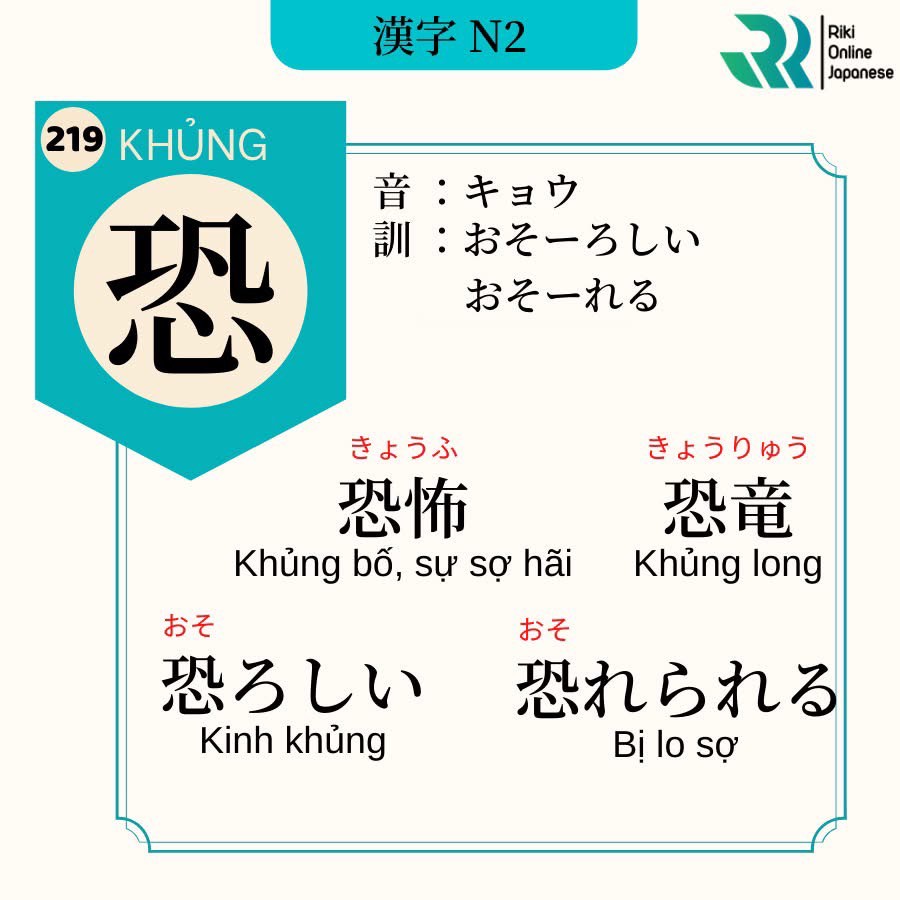 漢字 N2
Riki
Online
Japanese
219 KHỦNG
恐
音：キョウ
訓：おそーろしい
おそーれる
きょうふ
恐怖
Khủng bố, sự sợ hãi
きょうりゅう
恐竜
Khủng long
おそ
恐ろしい
Kinh khủng
おそ
恐れられる
Bị lo sợ